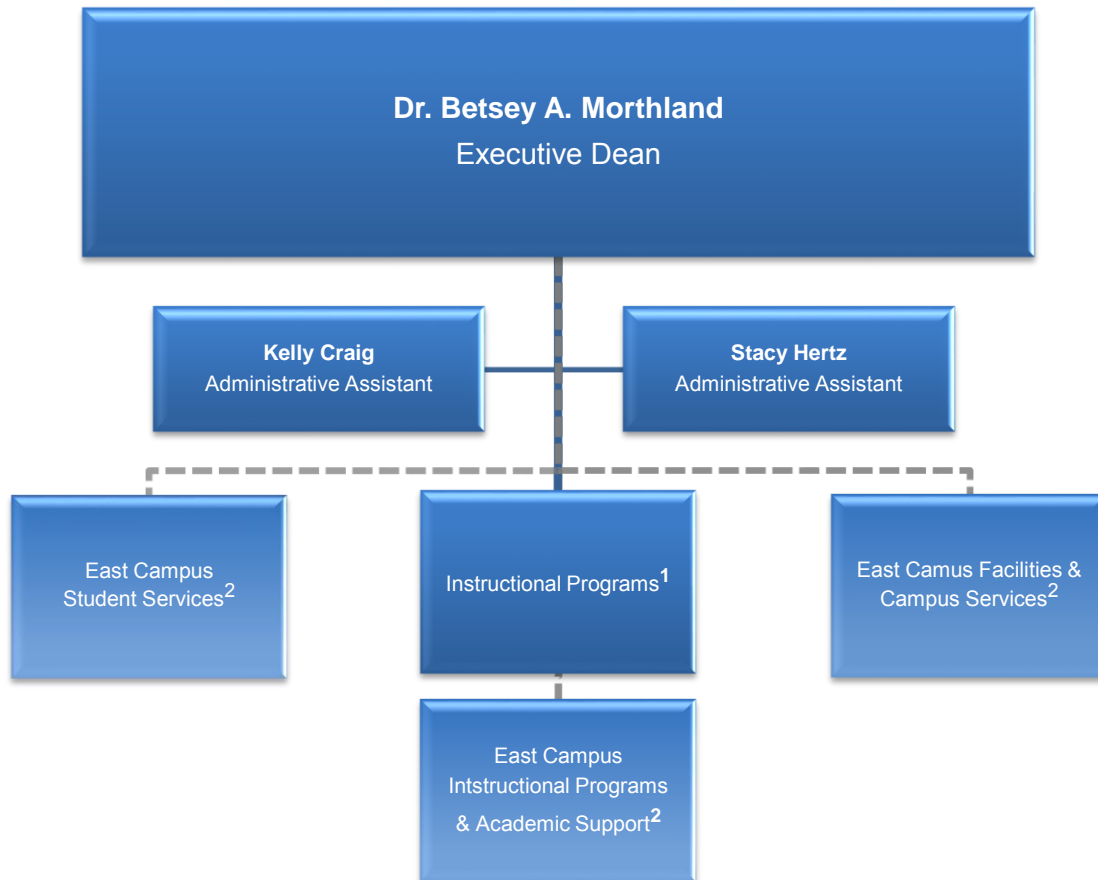 Dr. Betsey A. Morthland
Executive Dean
Kelly Craig
Administrative Assistant
Stacy Hertz
Administrative Assistant
East Campus
Student Services2
Instructional Programs1
East Camus Facilities &
Campus Services2
East Campus
Intstructional Programs
& Academic Support2